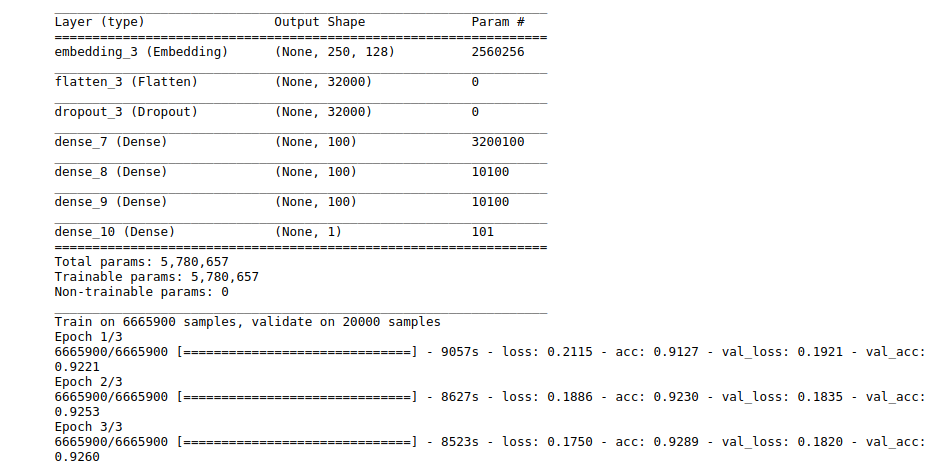 _________________________________________________________________
Layer (type)                 Output Shape              Param #
=================================================================
embedding_3 (Embedding)      (None, 250, 128)          2560256
_________________________________________________________________
flatten_3 (Flatten)          (None, 32000)             0
_________________________________________________________________
dropout_3 (Dropout)          (None, 32000)             0
_________________________________________________________________
dense_7 (Dense)              (None, 100)               3200100
_________________________________________________________________
dense_8 (Dense)              (None, 100)               10100
_________________________________________________________________
dense_9 (Dense)              (None, 100)               10100
_________________________________________________________________
dense_10 (Dense)             (None, 1)                 101
=================================================================
Total params: 5,780,657
Trainable params: 5,780,657
Non-trainable params: 0
_________________________________________________________________
Train on 6665900 samples, validate on 20000 samples
Epoch 1/3
6665900/6665900 [==============================] - 9057s - loss: 0.2115 - acc: 0.9127 - val_loss: 0.1921 - val_acc:
0.9221
Epoch 2/3
6665900/6665900 [==============================] - 8627s - loss: 0.1886 - acc: 0.9230 - val_loss: 0.1835 - val_acc:
0.9253
Epoch 3/3
6665900/6665900 [==============================] - 8523s - loss: 0.1750 - acc: 0.9289 - val_loss: 0.1820 - val_acc:
0.9260